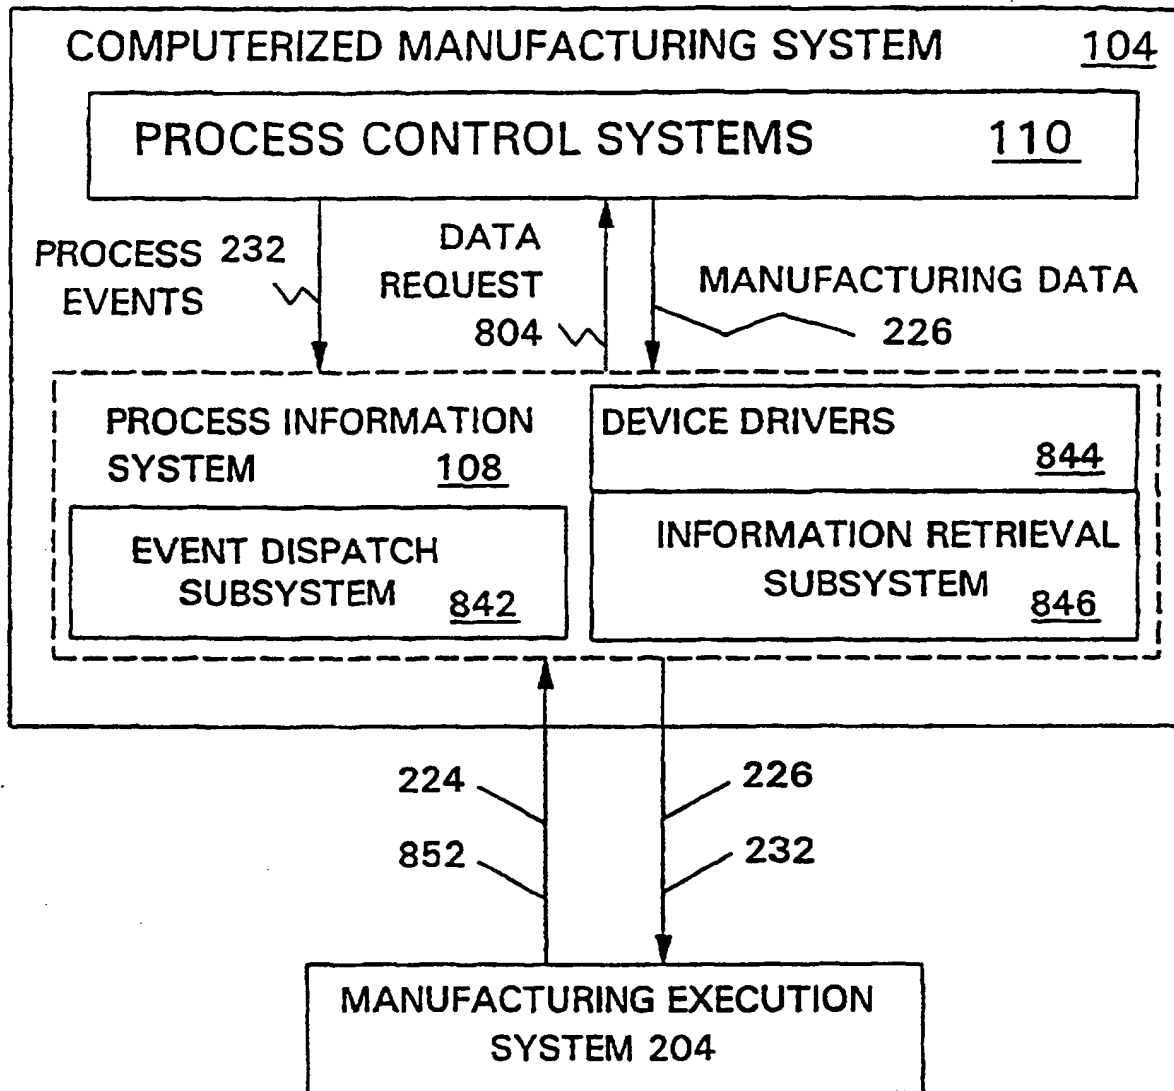 COMPUTERIZED MANUFACTURING SYSTEM 104
PROCESS CONTROL SYSTEMS 110
PROCESS 232
EVENTS
DATA
REQUEST
804
MANUFACTURING DATA
226
PROCESS INFORMATION
SYSTEM 108
EVENT DISPATCH
SUBSYSTEM 842
DEVICE DRIVERS
844
INFORMATION RETRIEVAL
SUBSYSTEM
846
224
852
226
232
MANUFACTURING EXECUTION
SYSTEM 204